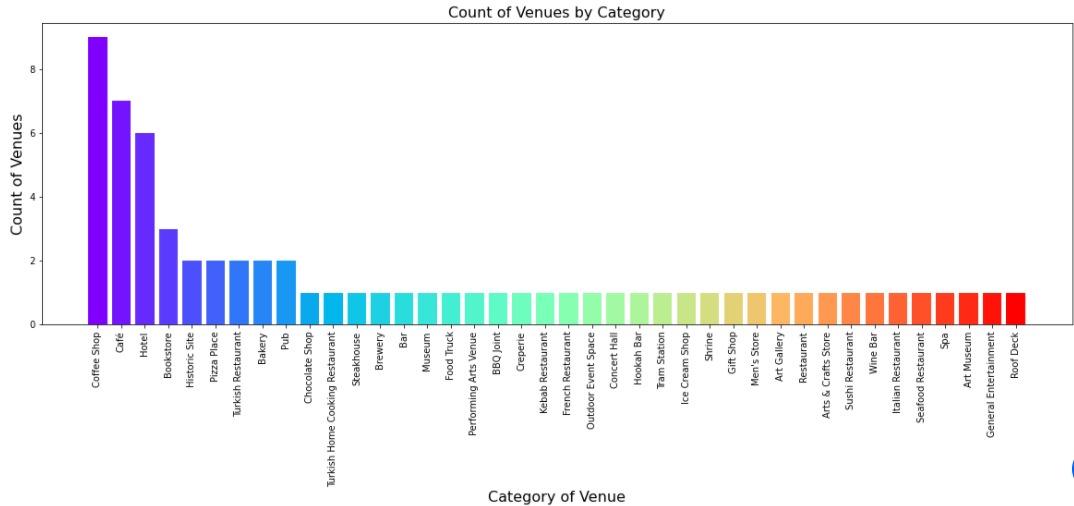 Count of Venues by Category
Count of Venues
8
6
4
2
0
Coffee Shop
Café
Hotel
Bookstore
Historic Site
Pizza Place
Turkish Restaurant
Bakery
Pub
Chocolate Shop
Turkish Home Cooking Restaurant
Steakhouse
Brewery
Bar
Museum
Food Truck
Performing Arts Venue
BBQ Joint
Creperie
Kebab Restaurant
French Restaurant
Outdoor Event Space
Concert Hall
Hookah Bar
Tram Station
Ice Cream Shop
Shrine
Gift Shop
Men's Store
Art Gallery
Restaurant
Arts & Crafts Store
Sushi Restaurant
Wine Bar
Italian Restaurant
Seafood Restaurant
Spa
Art Museum
General Entertainment
Roof Deck
Category of Venue